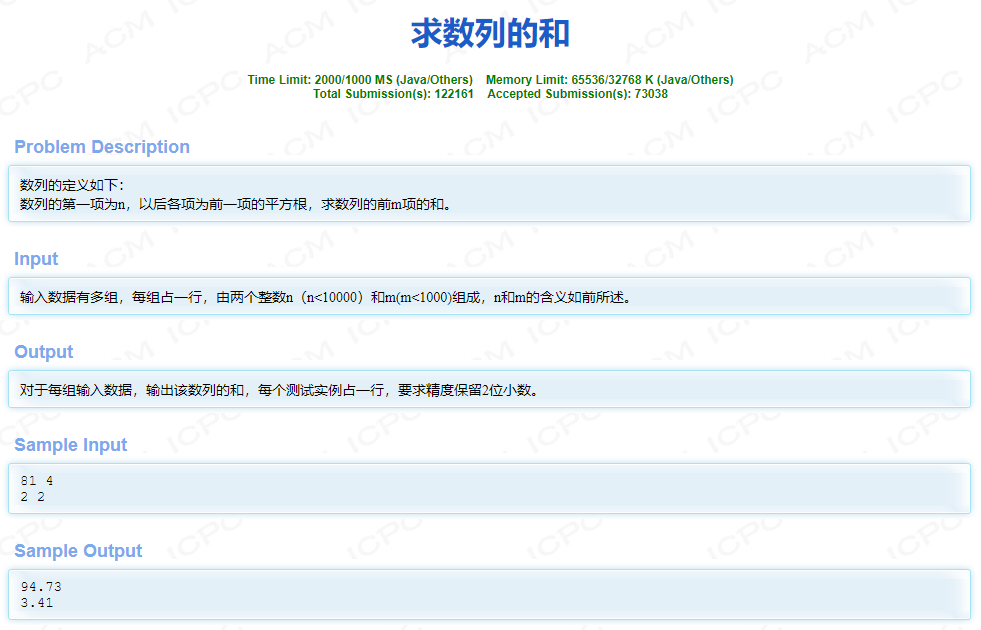 求数列的和
Time Limit: 2000/1000 MS (Java/Others)    Memory Limit: 65536/32768 K (Java/Others)
Total Submission(s): 122161    Accepted Submission(s): 73038
Problem Description
数列的定义如下：
数列的第一项为n，以后各项为前一项的平方根，求数列的前m项的和。
Input
输入数据有多组，每组占一行，由两个整数n（n<10000）和m(m<1000)组成，n和m的含义如前所述。
Output
对于每组输入数据，输出该数列的和，每个测试实例占一行，要求精度保留2位小数。
Sample Input
81 4
2 2
Sample Output
94.73
3.41